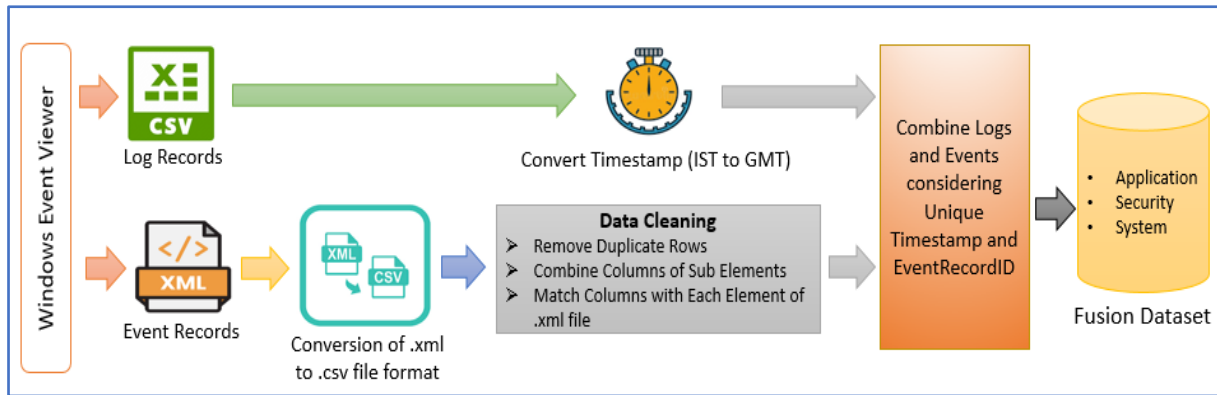 Windows Event Viewer
X
CSV
Log Records
Convert Timestamp (IST to GMT)
</>
XML
Event Records
XML
CSV
Conversion of .xml
to .csv file format
Data Cleaning
➢ Remove Duplicate Rows
➢ Combine Columns of Sub Elements
➢ Match Columns with Each Element of
.xml file
Combine Logs
and Events
considering
Unique
Timestamp and
EventRecordID
• Application
• Security
• System
Fusion Dataset